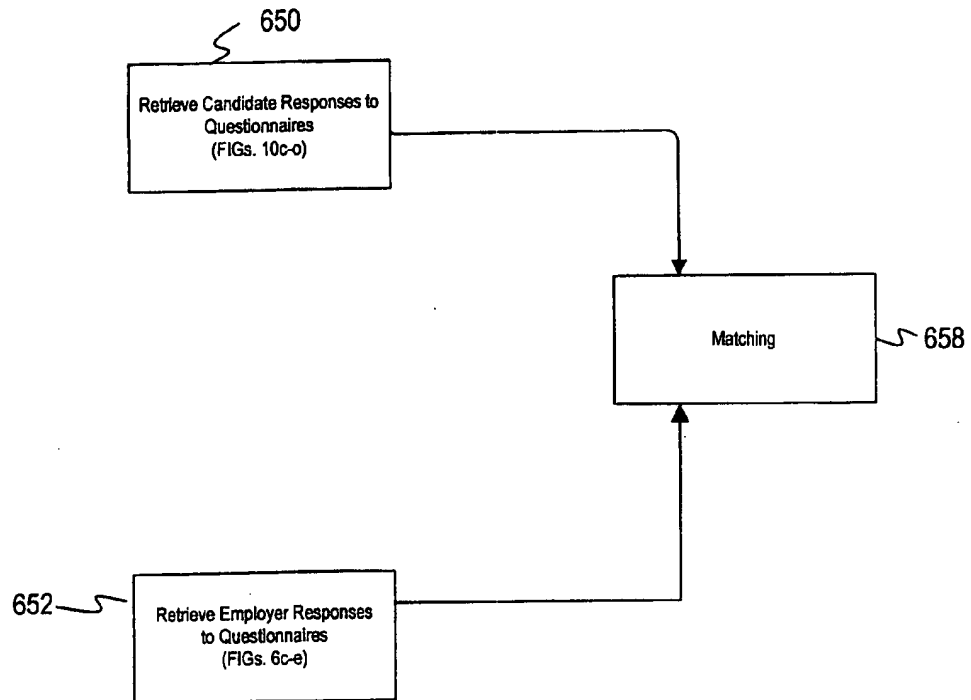 650
Retrieve Candidate Responses to
Questionnaires
(FIGs. 10c-o)
Matching
658
652
Retrieve Employer Responses
to Questionnaires
(FIGs. 6c-e)